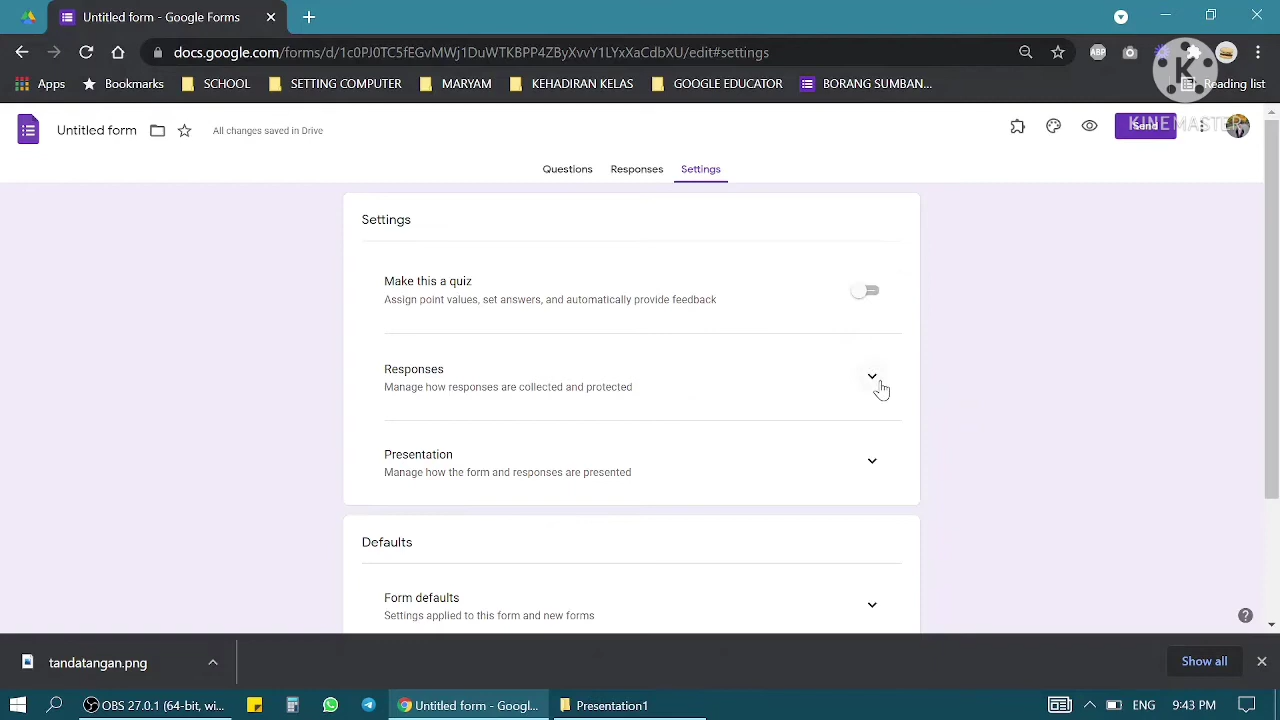 Untitled form - Google Forms
docs.google.com/forms/d/1c0PJ0TC5fEGvMWj1DuWTKBPP4ZByXvvY1LYxXaCdbXU/edit#settings
ABP
Apps
Bookmarks
SCHOOL
SETTING COMPUTER
MARYAM
KEHADIRAN KELAS
GOOGLE EDUCATOR
BORANG SUMBAN...
Reading list
K
KINEMASTER
Untitled form
All changes saved in Drive
Send
Questions
Responses
Settings
Settings
Make this a quiz
Assign point values, set answers, and automatically provide feedback
Responses
Manage how responses are collected and protected
Presentation
Manage how the form and responses are presented
Defaults
Form defaults
Settings applied to this form and new forms
tandatangan.png
Show all
OBS 27.0.1 (64-bit, wi...
Untitled form - Google...
Presentation1
ENG
9:43 PM